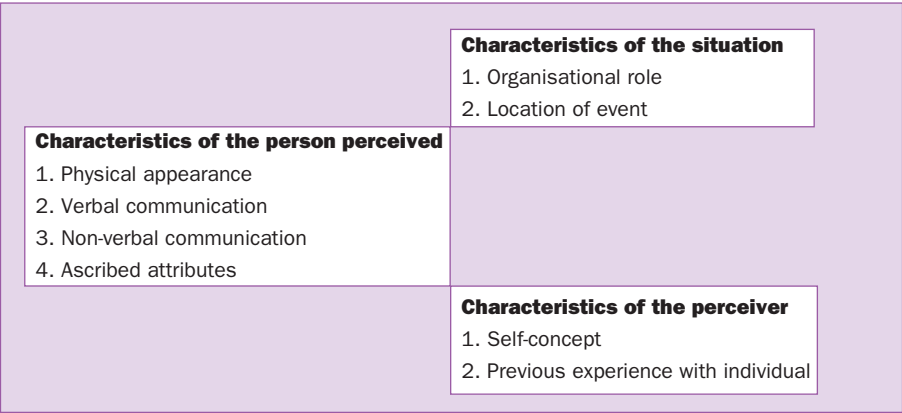 Characteristics of the situation
1. Organisational role
2. Location of event
Characteristics of the person perceived
1. Physical appearance
2. Verbal communication
3. Non-verbal communication
4. Ascribed attributes
Characteristics of the perceiver
1. Self-concept
2. Previous experience with individual